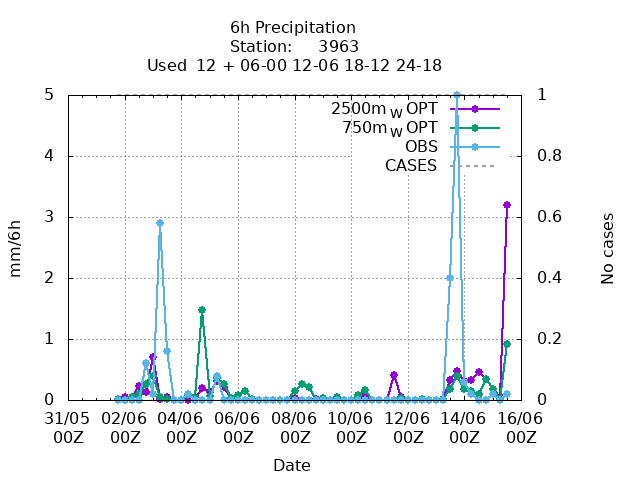 6h Precipitation
Station: 3963
Used 12 + 06-00 12-06 18-12 24-18
5 1
4 0.8
3 0.6
2 0.4
1 0.2
0 0
mm/6h
No cases
2500m_W OPT
750m_W OPT
OBS
CASES
31/05 02/06 04/06 06/06 08/06 10/06 12/06 14/06 16/06
00Z 00Z 00Z 00Z 00Z 00Z 00Z 00Z 00Z
Date